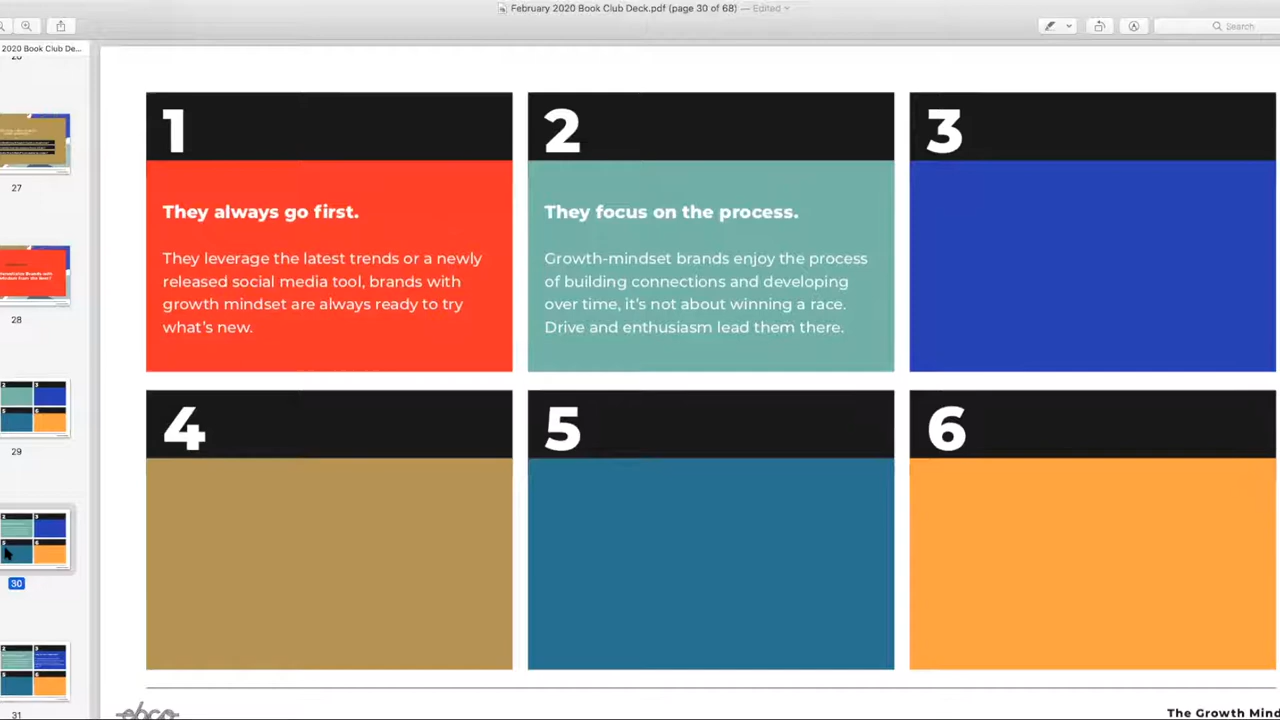 February 2020 Book Club Deck.pdf (page 30 of 68) — Edited
Search
2020 Book Club De...
27
28
29
30
31
1
They always go first.
They leverage the latest trends or a newly
released social media tool, brands with
growth mindset are always ready to try
what's new.
2
They focus on the process.
Growth-mindset brands enjoy the process
of building connections and developing
over time, it's not about winning a race.
Drive and enthusiasm lead them there.
3
4
5
6
ebco
The Growth Mind